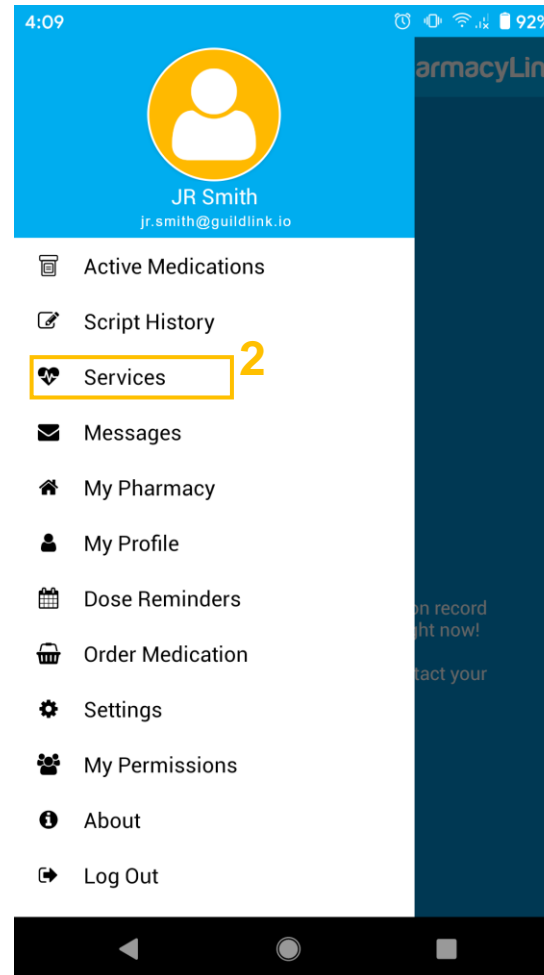 4:09 92%
armacyLin
JR Smith
jr.smith@guildlink.io
Active Medications
Script History
Services 2
Messages
My Pharmacy
My Profile
Dose Reminders
on record
ght now!
Order Medication
tact your
Settings
My Permissions
About
Log Out